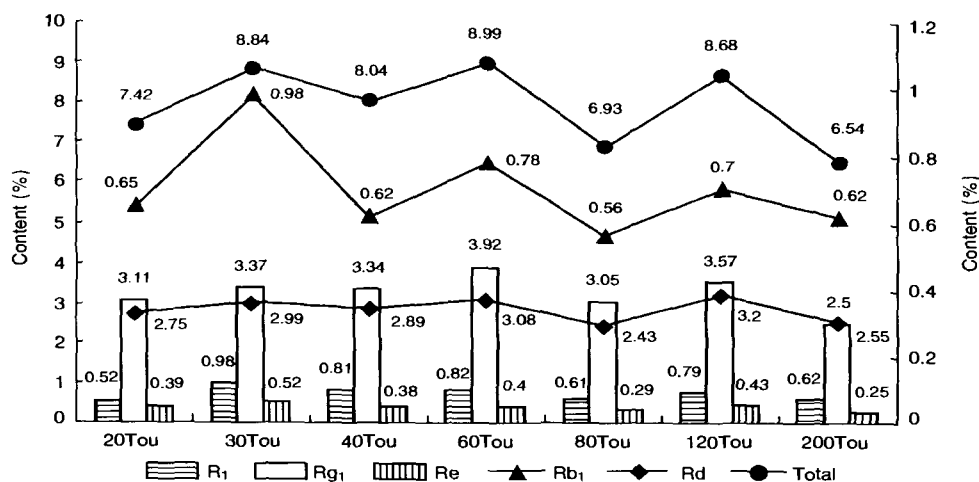 10
9
8
7
6
5
4
3
2
1
0
Content (%)
1.2
1
0.8
0.6
0.4
0.2
0
Content (%)
7.42 8.84 8.04 8.99 6.93 8.68 6.54
0.65 0.98 0.62 0.78 0.56 0.7 0.62
3.11 3.37 3.34 3.92 3.05 3.57 2.5
2.75 2.99 2.89 3.08 2.43 3.2 2.55
0.52 0.39 0.98 0.52 0.81 0.38 0.82 0.4 0.61 0.29 0.79 0.43 0.62 0.25
20Tou 30Tou 40Tou 60Tou 80Tou 120Tou 200Tou
R₁ Rg₁ Re Rb₁ Rd Total